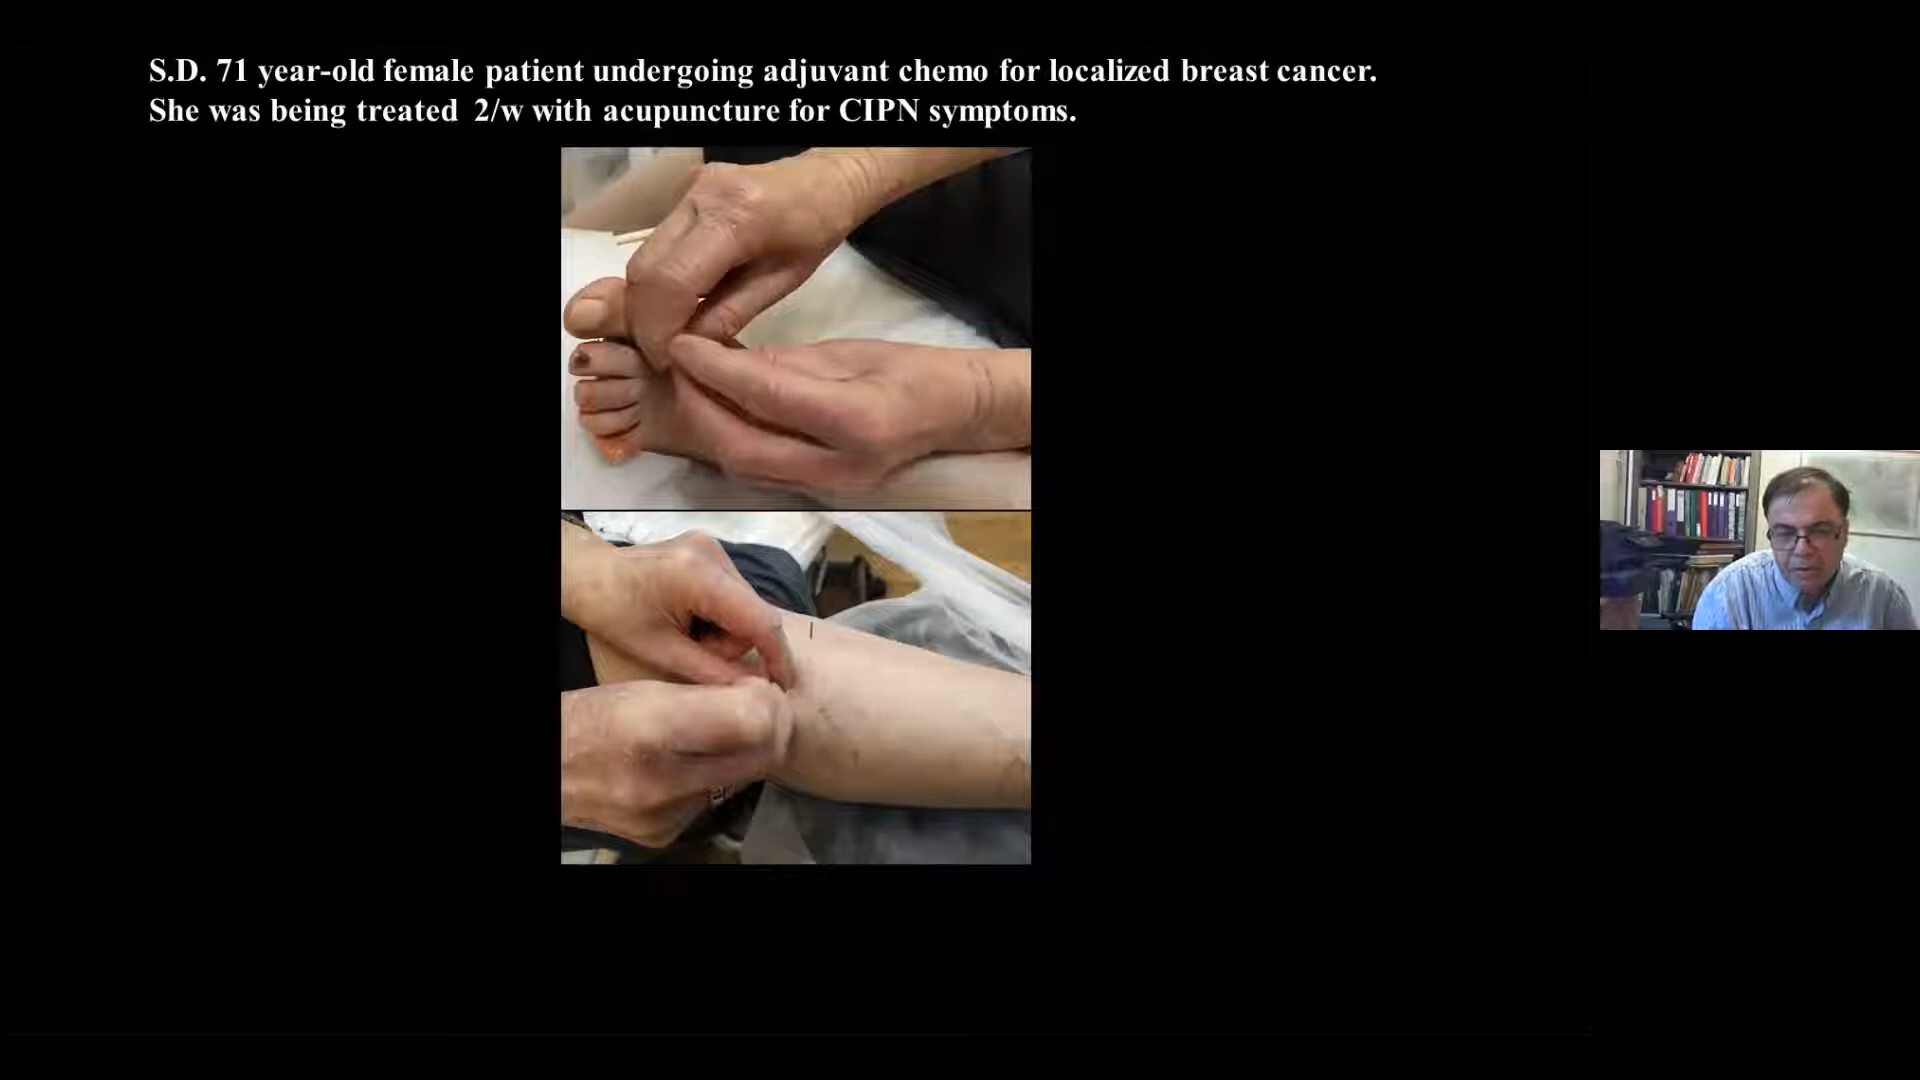 S.D. 71 year-old female patient undergoing adjuvant chemo for localized breast cancer.
She was being treated 2/w with acupuncture for CIPN symptoms.